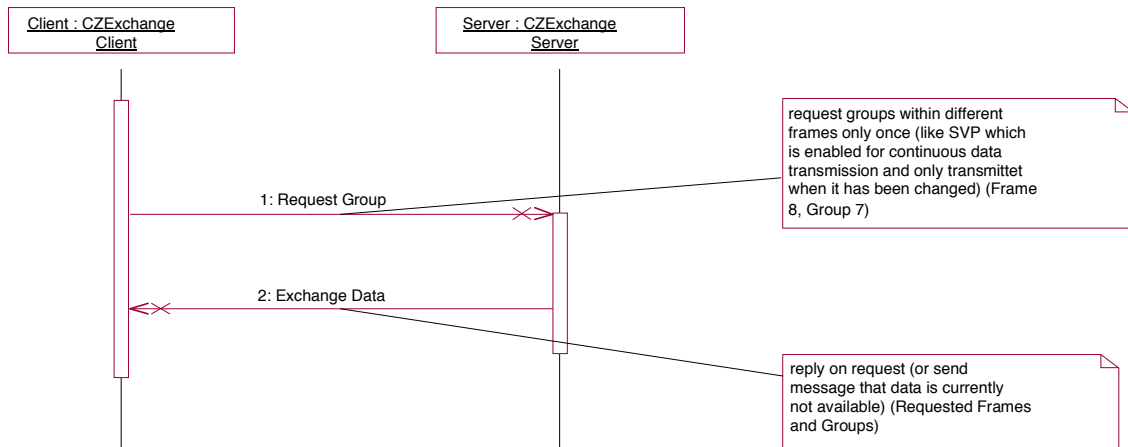 Client : CZExchange
Client
Server : CZExchange
Server
request groups within different
frames only once (like SVP which
is enabled for continuous data
transmission and only transmittet
when it has been changed) (Frame
8, Group 7)
1: Request Group
2: Exchange Data
reply on request (or send
message that data is currently
not available) (Requested Frames
and Groups)